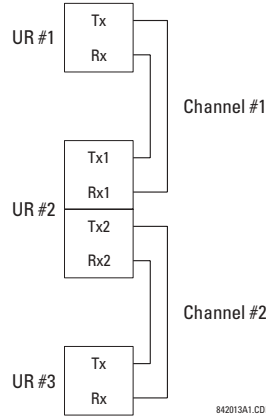 Tx
UR #1
Rx
Channel #1
Tx1
Rx1
UR #2
Tx2
Rx2
Channel #2
Tx
UR #3
Rx
842013A1.CD